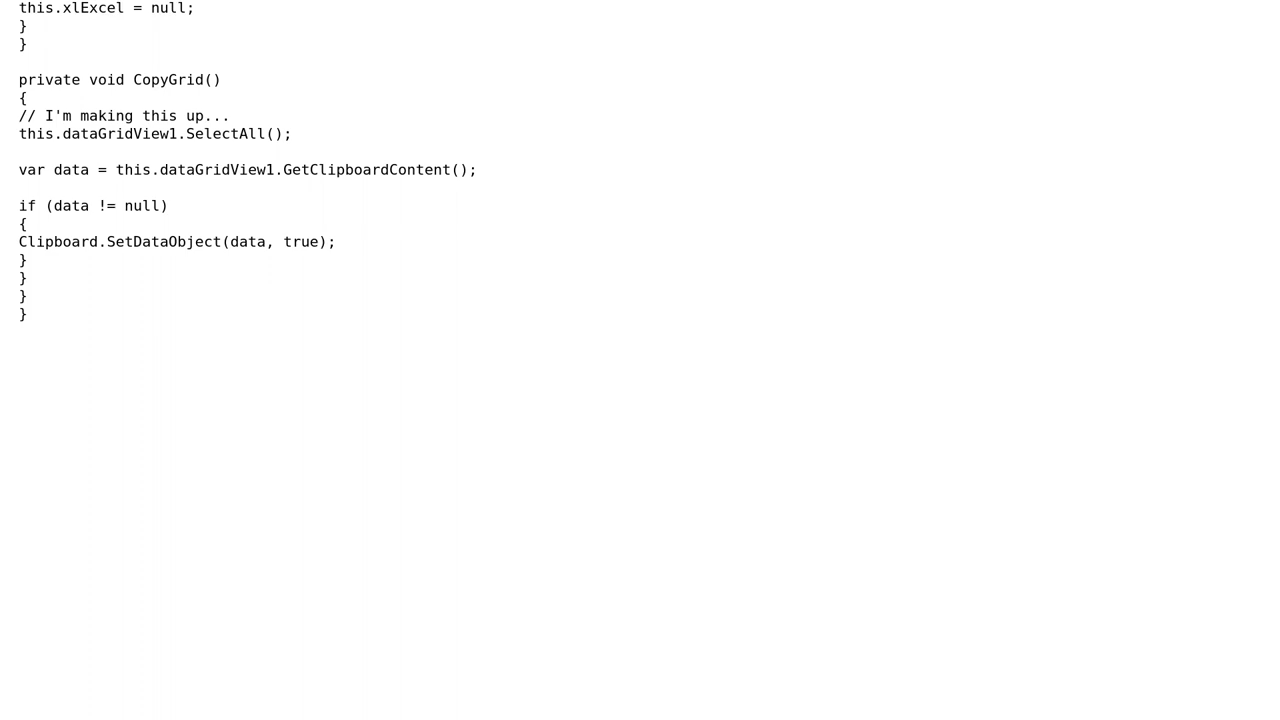 this.xlExcel = null;
}
}
private void CopyGrid()
{
// I'm making this up...
this.dataGridView1.SelectAll();
var data = this.dataGridView1.GetClipboardContent();
if (data != null)
{
Clipboard.SetDataObject(data, true);
}
}
}
}